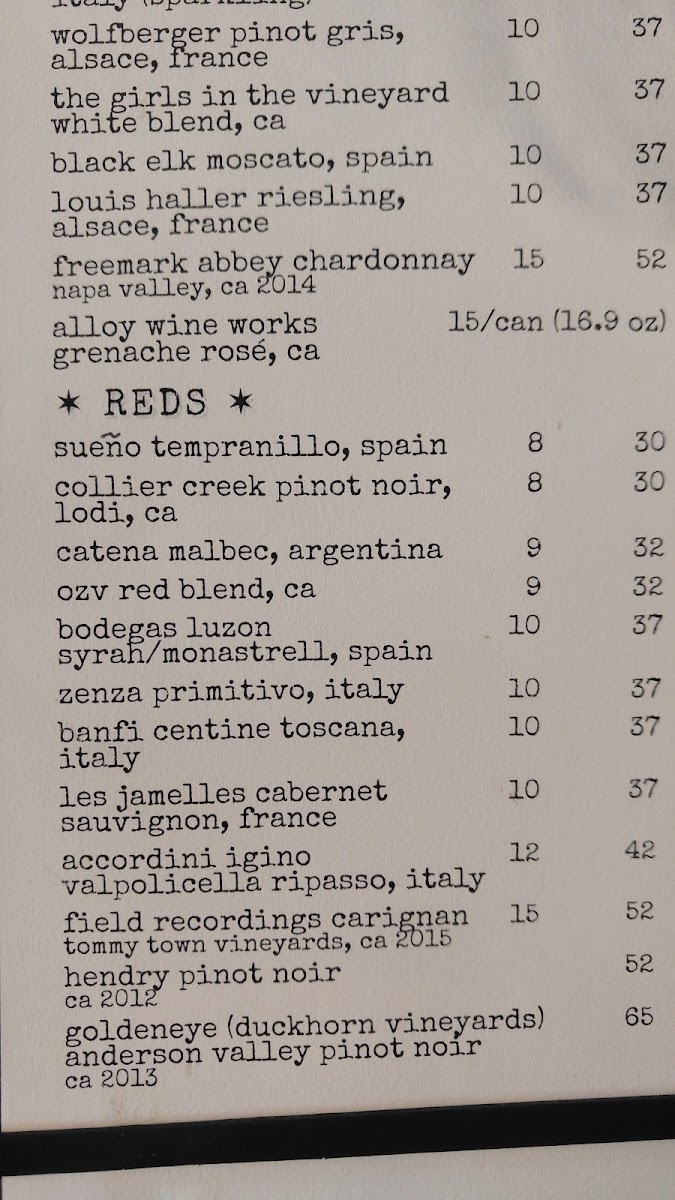 italy (sparkling)
wolfberger pinot gris, 10 37
alsace, france
the girls in the vineyard 10 37
white blend, ca
black elk moscato, spain 10 37
louis haller riesling, 10 37
alsace, france
freemark abbey chardonnay 15 52
napa valley, ca 2014
alloy wine works 15/can (16.9 oz)
grenache rosé, ca
✶ REDS ✶
sueño tempranillo, spain 8 30
collier creek pinot noir, 8 30
lodi, ca
catena malbec, argentina 9 32
ozv red blend, ca 9 32
bodegas luzon 10 37
syrah/monastrell, spain
zenza primitivo, italy 10 37
banfi centine toscana, 10 37
italy
les jamelles cabernet 10 37
sauvignon, france
accordini igino 12 42
valpolicella ripasso, italy
field recordings carignan 15 52
tommy town vineyards, ca 2015
hendry pinot noir 52
ca 2012
goldeneye (duckhorn vineyards) 65
anderson valley pinot noir
ca 2013